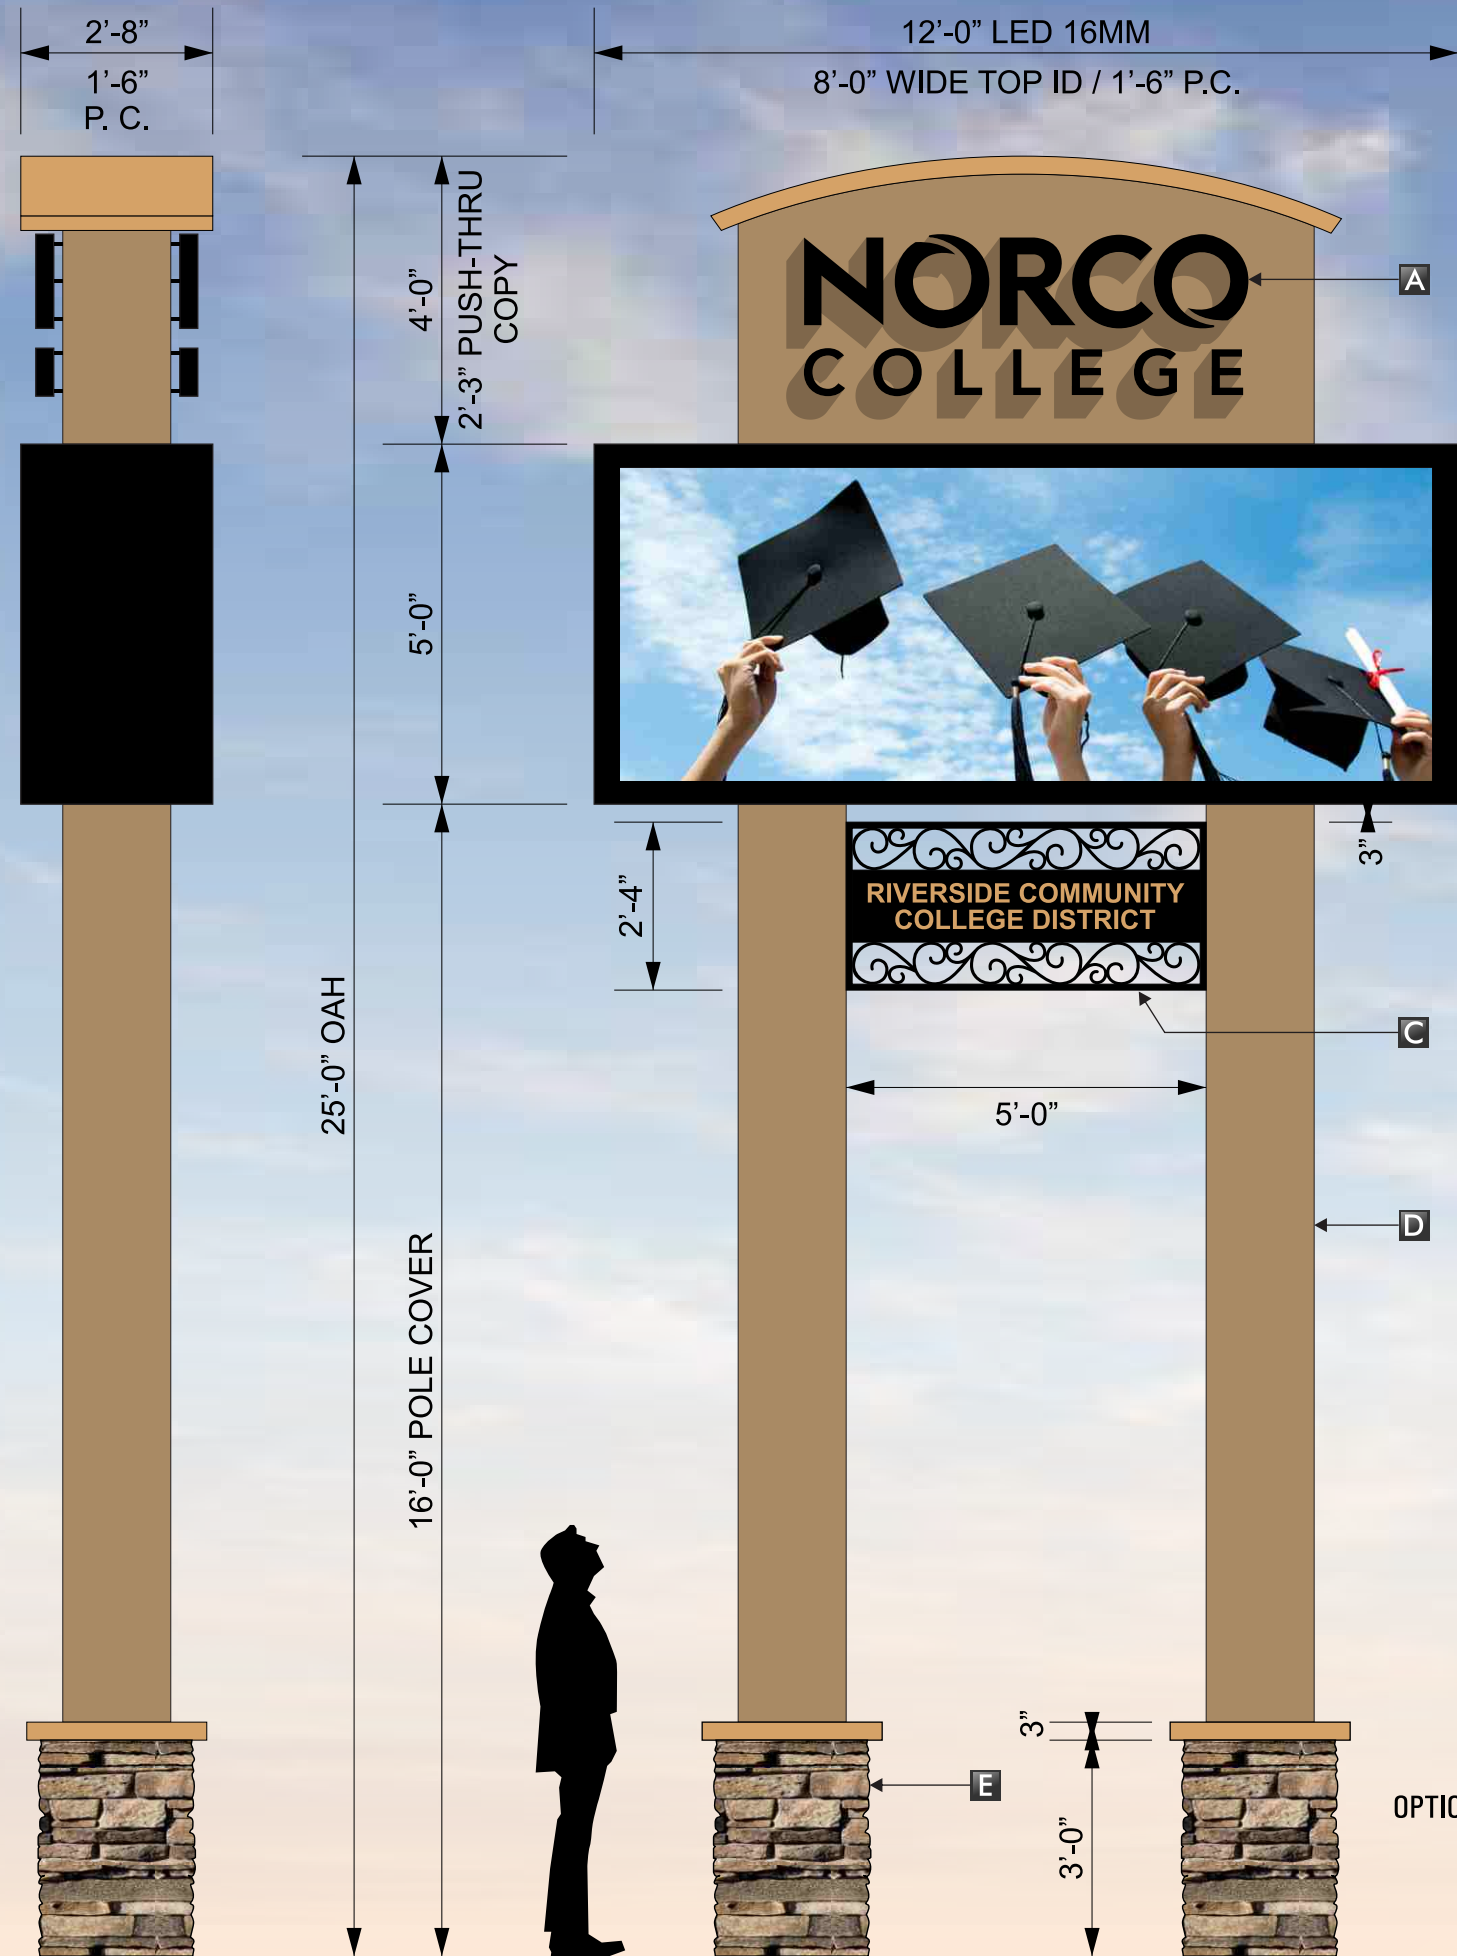 2’-8”
1’-6”
P. C.
12’-0” LED 16MM
8’-0” WIDE TOP ID / 1’-6” P.C.
4’-0”
2’-3” PUSH-THRU
COPY
NORCO
COLLEGE
A
5’-0”
2’-4”
RIVERSIDE COMMUNITY
COLLEGE DISTRICT
3”
C
25’-0” OAH
5’-0”
16’-0” POLE COVER
D
3”
E
3’-0”